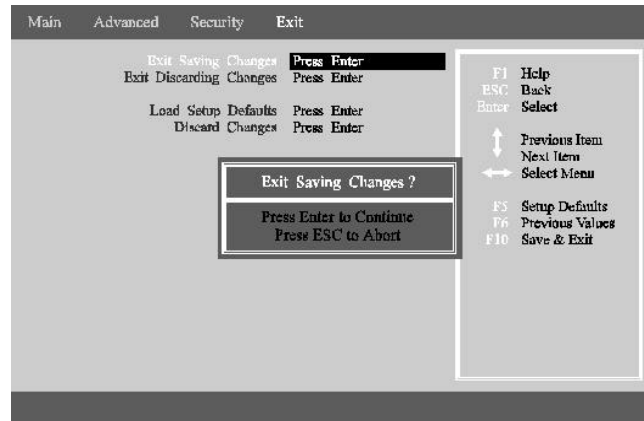 Main Advanced Security Exit
Exit Saving Changes Press Enter
Exit Discarding Changes Press Enter
Load Setup Defaults Press Enter
Discard Changes Press Enter
Exit Saving Changes ?
Press Enter to Continue
Press ESC to Abort
F1 Help
ESC Back
Enter Select
Previous Item
Next Item
Select Menu
F5 Setup Defaults
F6 Previous Values
F10 Save & Exit